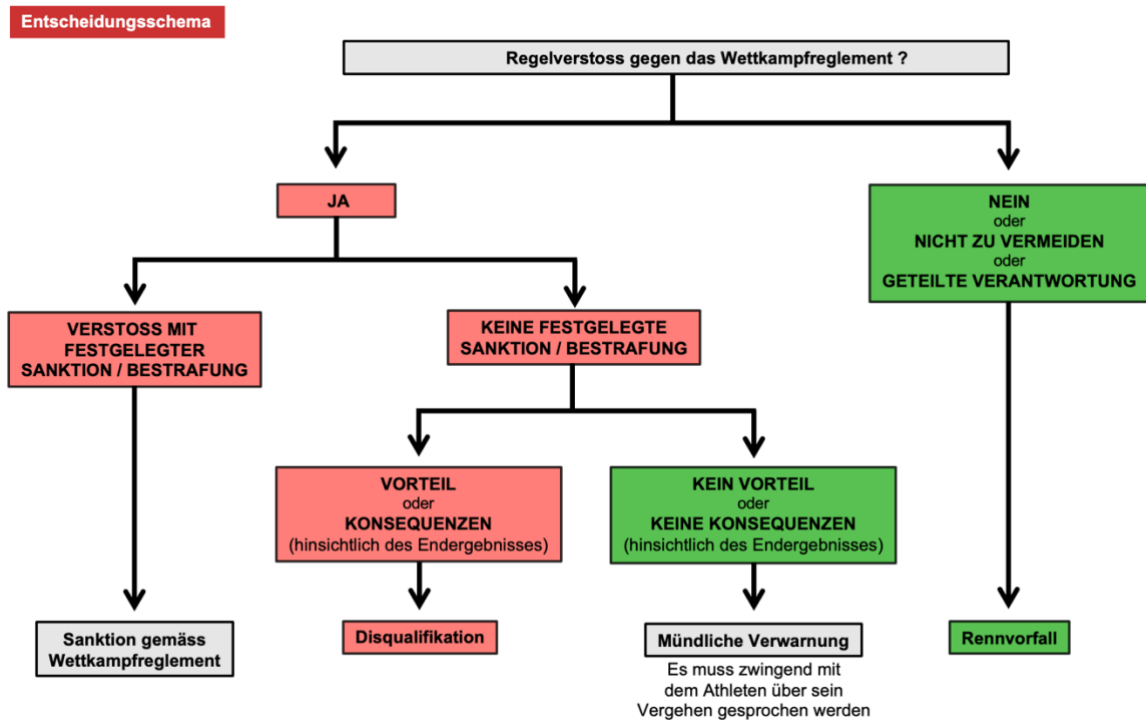 Entscheidungsschema
Regelverstoss gegen das Wettkampfreglement ?
JA
NEIN
oder
NICHT ZU VERMEIDEN
oder
GETEILTE VERANTWORTUNG
VERSTOSS MIT
FESTGELEGTER
SANKTION / BESTRAFUNG
KEINE FESTGELEGTE
SANKTION / BESTRAFUNG
VORTEIL
oder
KONSEQUENZEN
(hinsichtlich des Endergebnisses)
KEIN VORTEIL
oder
KEINE KONSEQUENZEN
(hinsichtlich des Endergebnisses)
Sanktion gemäss
Wettkampfreglement
Disqualifikation
Mündliche Verwarnung
Es muss zwingend mit
dem Athleten über sein
Vergehen gesprochen werden
Rennvorfall